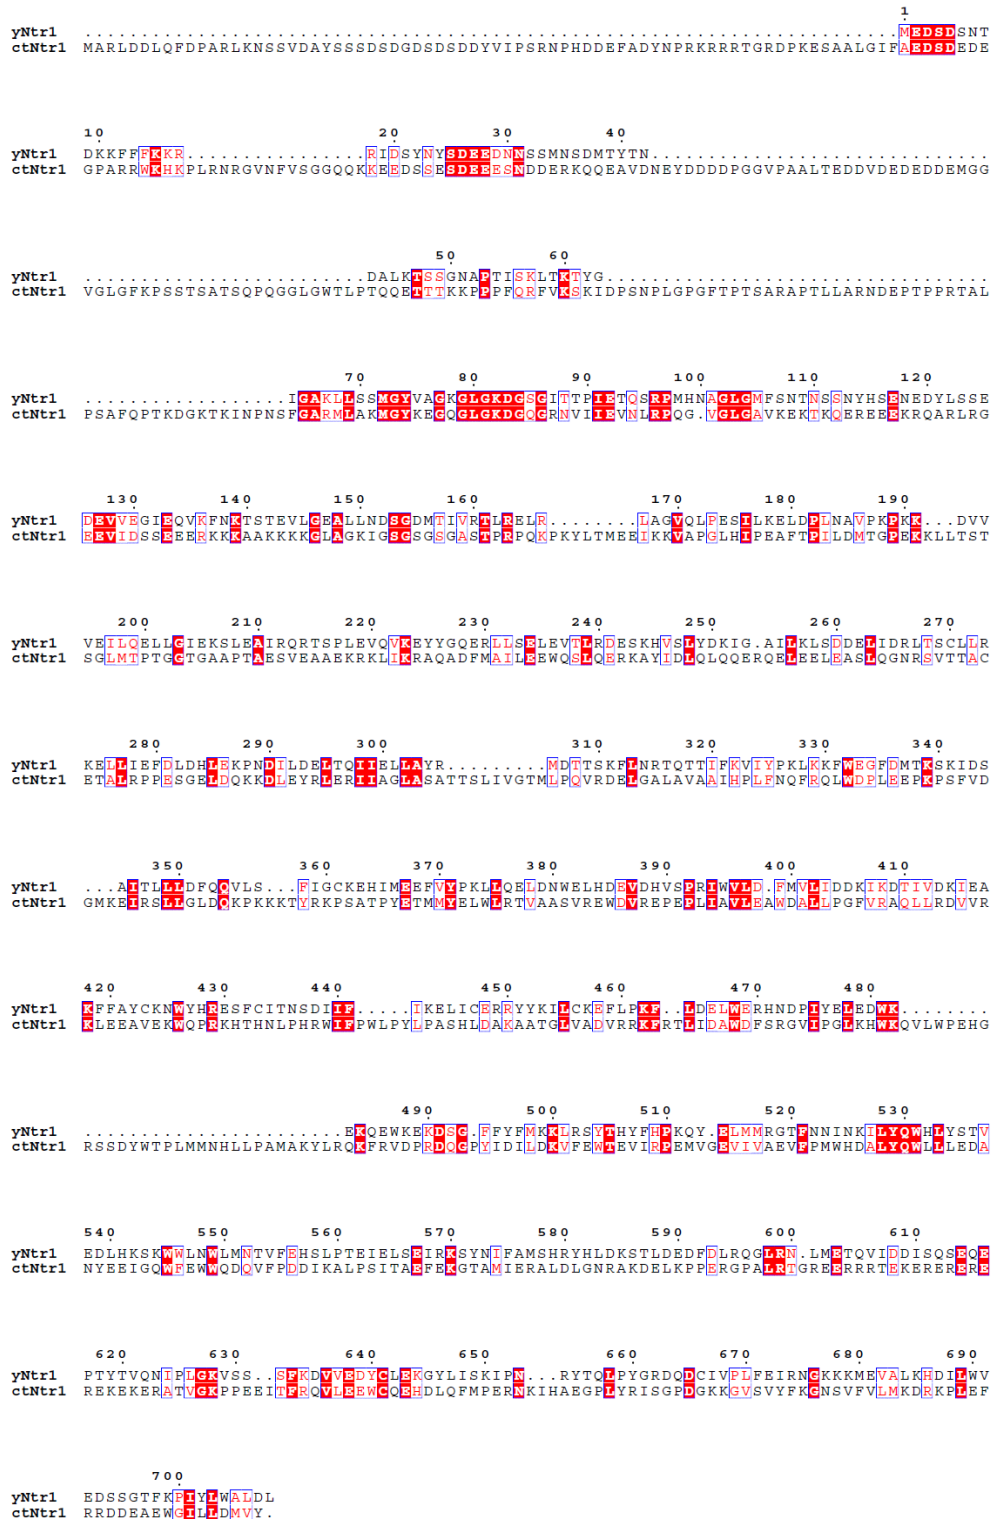 1
yNtr1 ........................................................................MEDSDSNT
ctNtr1 MARLDDLQFDPARLKNSSVDAYSSSDSDGDSDSDDYVIPSRNPHDDEFADYNPRKRRRTGRDPKESAALGIFAEDSDEDE
10 20 30 40
yNtr1 DKKFFFKKR................RIDSYNYSDEEDNNSSMNSDMTYTN..............................
ctNtr1 GPARRWKHKPLRNRGVNFVSGGQQKKEEDSSESDEEESNDDERKQQEAVDNEYDDDDPGGVPAALTEDDVDEDEDDEMGG
50 60
yNtr1 .........................DALKTSSGNAPTISKLTKTYG..................................
ctNtr1 VGLGFKPSSTSATSQPQGGLGWTLPTQQETTTKKPPPFQRFVKSKIDPSNPLGPGFTPTSARAPTLLARNDEPTPPRTAL
70 80 90 100 110 120
yNtr1 ..................IGAKLLSSMGYVAGKGLGKDGSGITTPIETQSRPMHNAGLGMFSNTNSSNYHSENEDYLSSE
ctNtr1 PSAFQPTKDGKTKINPNSFGARMLAKMGYKEGQGLGKDGQGRNVIIEVNLRPQG.VGLGAVKEKTKQEREEEKRQARLRG
130 140 150 160 170 180 190
yNtr1 DEVVEGIEQVKFNKTSTEVLGEALLNDSGDMTIVRTLRELR........LAGVQLPESILKELDPLNAVPKPKK...DVV
ctNtr1 EEVIDSSEEERKKKAAKKKKGLAGKIGSGSGSGASTPRPQKPKYLTMEEIKKVAPGLHIPEAFTPILDMTGPEKKLLTST
200 210 220 230 240 250 260 270
yNtr1 VEILQELLGIEKSLEAIRQRTSPLEVQVKEYYGQERLLSELEVTLRDESKHVSLYDKIG.AILKLSDDELIDRLTSCLLR
ctNtr1 SGLMTPTGGTGAAPTAESVEAAEKRKLIKRAQADFMAILEEWQSLQERKAYIDLQLQQERQELEELEASLQGNRSVTTAC
280 290 300 310 320 330 340
yNtr1 KELLIEFDLDHLEKPNDILDELTQIIELLAYR.........MDTTSKFLNRTQTTIFKVIYPKLKKFWEGFDMTKSKIDS
ctNtr1 ETALRPPESGELDQKKDLEYRLERIIAGLASATTSLIVGTMLPQVRDELGALAVAAIHPLFNQFRQLWDPLEEPKPSFVD
350 360 370 380 390 400 410
yNtr1 ...AITLLLDFQQVLS...FIGCKEHIMEEFVYPKLLQELDNWELHDEVDHVSPRIWVLD.FMVLIDDKIKDTIVDKIEA
ctNtr1 GMKEIRSLLGLDQKPKKKTYRKPSATPYETMMYELWLRTVAASVREWDVREPEPLIAVLEAWDALLPGFVRAQLLRDVVR
420 430 440 450 460 470 480
yNtr1 KFFAYCKNWYHRESFCITNSDIIF.....IKELICERRYYKILCKEFLPKF..LDELWERHNDPIYELEDWK........
ctNtr1 KLEEAVEKWQPRKHTHNLPHRWIFPWLPYLPASHLDAKAATGLVADVRRKFRTLIDAWDFSRGVIPGLKHWKQVLWPEHG
490 500 510 520 530
yNtr1 .......................EKQEWKEKDSG.FFYFMKKLRSYTHYFHPKQY.ELMMRGTFNNINKILYQWHLYSTV
ctNtr1 RSSDYWTPLMMNHLLPAMAKYLRQKFRVDPRDQGPYIDILDKVFEWTEVIRPEMVGEVIVAEVFPMWHDALYQWLLLEDA
540 550 560 570 580 590 600 610
yNtr1 EDLHKSKWWLNWLMNTVFEHSLPTEIELSEIRKSYNIFAMSHRYHLDKSTLDEDFDLRQGLRN.LMETQVIDDISQSEQE
ctNtr1 NYEEIGQWFEWWQDQVFPDDIKALPSITAEFEKGTAMIERALDLGNRAKDELKPPERGPALRTGREERRRTEKERERERE
620 630 640 650 660 670 680 690
yNtr1 PTYTVQNIPLGKVSS..SFKDVVEDYCLEKGYLISKIPN...RYTQLPYGRDQDCIVPLFEIRNGKKKMEVALKHDILWV
ctNtr1 REKEKERATVGKPPEEITFRQVLEEWCQEHDLQFMPERNKIHAEGPLYRISGPDGKKGVSVYFKGNSVFVLMKDRKPLEF
700
yNtr1 EDSSGTFKPIYLWALDL
ctNtr1 RRDDEAEWGILLDMVY.